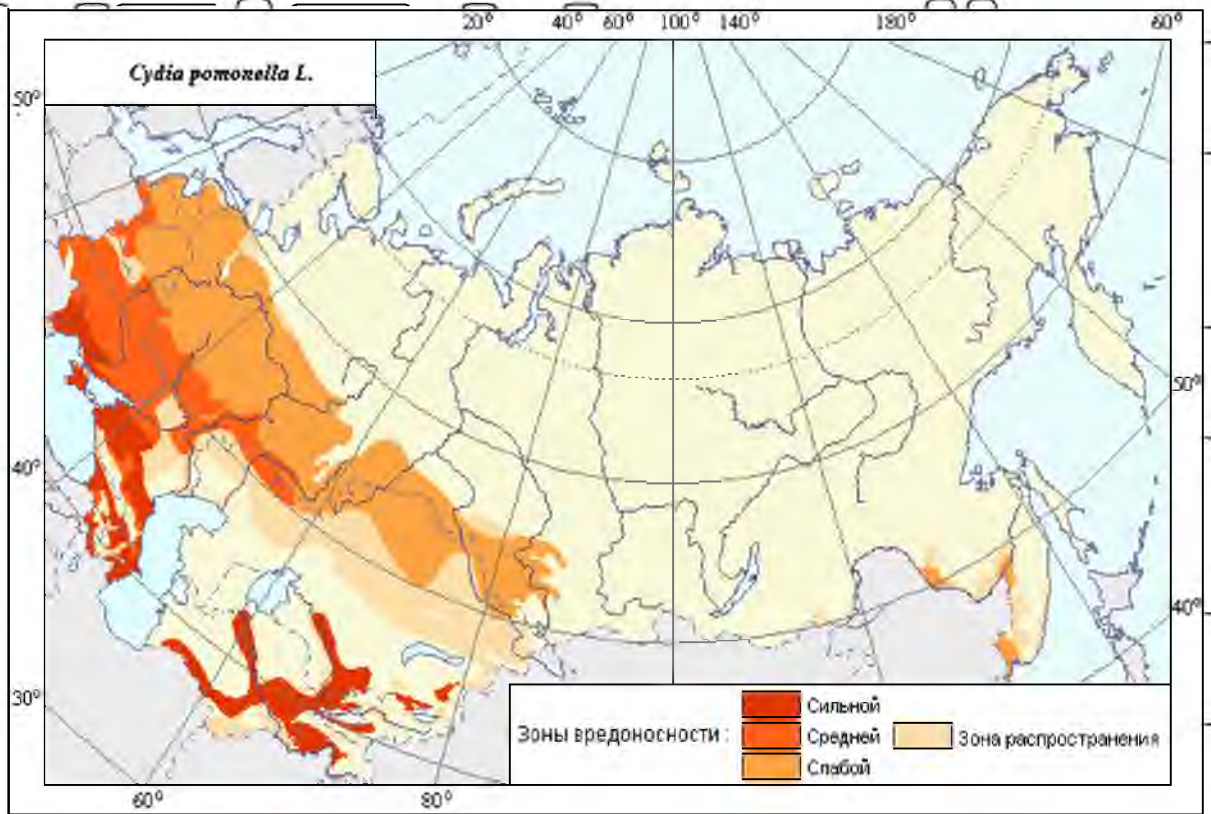 20° 40° 60° 100° 140° 180° 60°
Cydia pomonella L.
50°
50°
40°
40°
30°
Зоны вредоносности :
Сильной
Средней
Слабой
Зона распространения
60° 80°